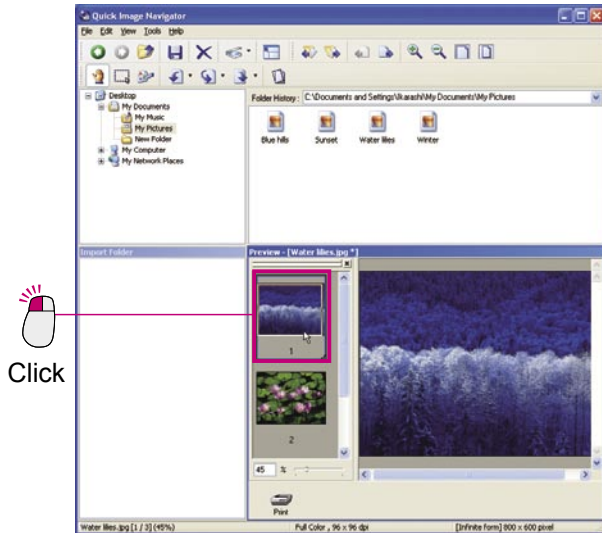 Quick Image Navigator
File Edit View Tools Help
Desktop
My Documents
My Music
My Pictures
New Folder
My Computer
My Network Places
Folder History : C:\Documents and Settings\Ikarashi\My Documents\My Pictures
Blue hills Sunset Water lilies Winter
Import Folder
Preview - [Water lilies.jpg *]
1
2
45 %
Print
Water lilies.jpg [1 / 3] (45%) Full Color , 96 x 96 dpi [Infinite form] 800 x 600 pixel
Click